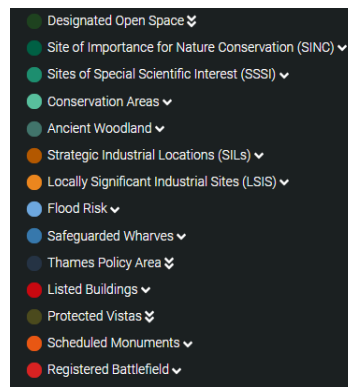 Designated Open Space
Site of Importance for Nature Conservation (SINC)
Sites of Special Scientific Interest (SSSI)
Conservation Areas
Ancient Woodland
Strategic Industrial Locations (SILs)
Locally Significant Industrial Sites (LSIS)
Flood Risk
Safeguarded Wharves
Thames Policy Area
Listed Buildings
Protected Vistas
Scheduled Monuments
Registered Battlefield